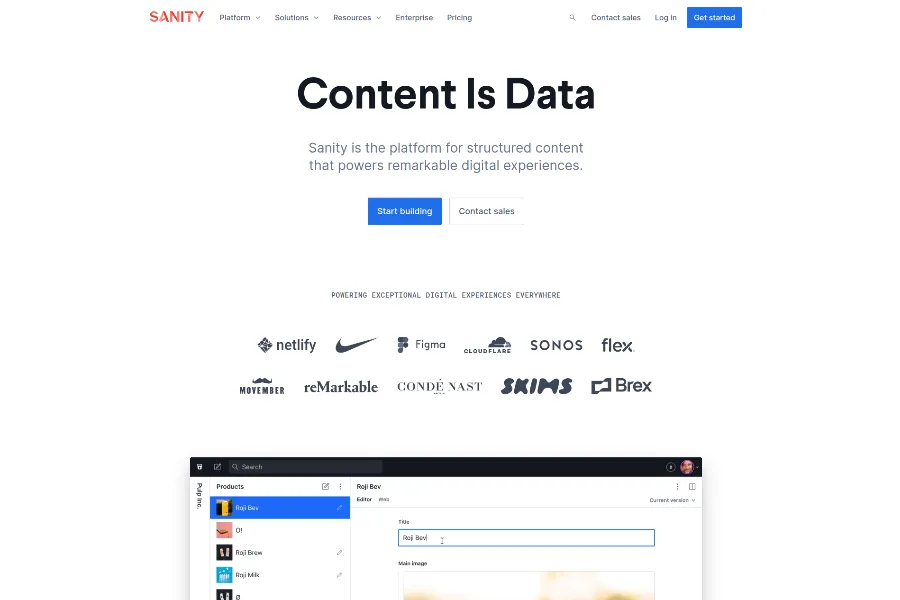 SANITY Platform Solutions Resources Enterprise Pricing Contact sales Log in Get started
Content Is Data
Sanity is the platform for structured content
that powers remarkable digital experiences.
Start building Contact sales
POWERING EXCEPTIONAL DIGITAL EXPERIENCES EVERYWHERE
netlify Figma CLOUDFLARE SONOS flex
MOVEMBER reMarkable CONDÉ NAST SKIMS Brex
Search
Pulp Inc.
Products
Roji Bev
O!
Roji Brew
Roji Milk
Ø
Roji Bev
Editor Web Current version
Title
Roji Bev
Main image